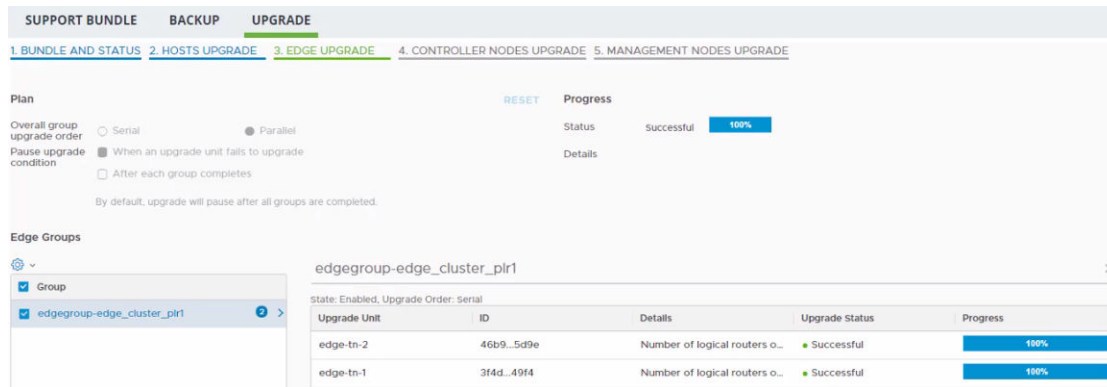 SUPPORT BUNDLE BACKUP UPGRADE
1. BUNDLE AND STATUS 2. HOSTS UPGRADE 3. EDGE UPGRADE 4. CONTROLLER NODES UPGRADE 5. MANAGEMENT NODES UPGRADE
Plan RESET Progress
Overall group upgrade order Serial Parallel
Status Successful 100%
Pause upgrade condition When an upgrade unit fails to upgrade
Details
After each group completes
By default, upgrade will pause after all groups are completed.
Edge Groups
edgegroup-edge_cluster_plr1
Group
State: Enabled, Upgrade Order: Serial
edgegroup-edge_cluster_plr1 2
Upgrade Unit ID Details Upgrade Status Progress
edge-tn-2 46b9...5d9e Number of logical routers o... Successful 100%
edge-tn-1 3f4d...49f4 Number of logical routers o... Successful 100%